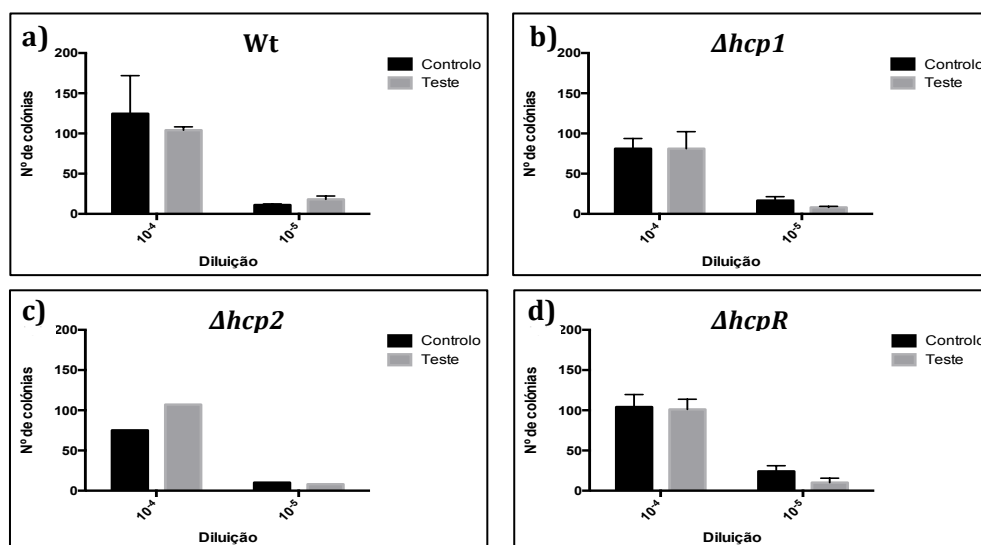 a)
Wt
Nº de colónias
200
150
100
50
0
10-4
10-5
Diluição
Controlo
Teste
b)
Δhcp1
Nº de colónias
200
150
100
50
0
10-4
10-5
Diluição
Controlo
Teste
c)
Δhcp2
Nº de colónias
200
150
100
50
0
10-4
10-5
Diluição
Controlo
Teste
d)
ΔhcpR
Nº de colónias
200
150
100
50
0
10-4
10-5
Diluição
Controlo
Teste